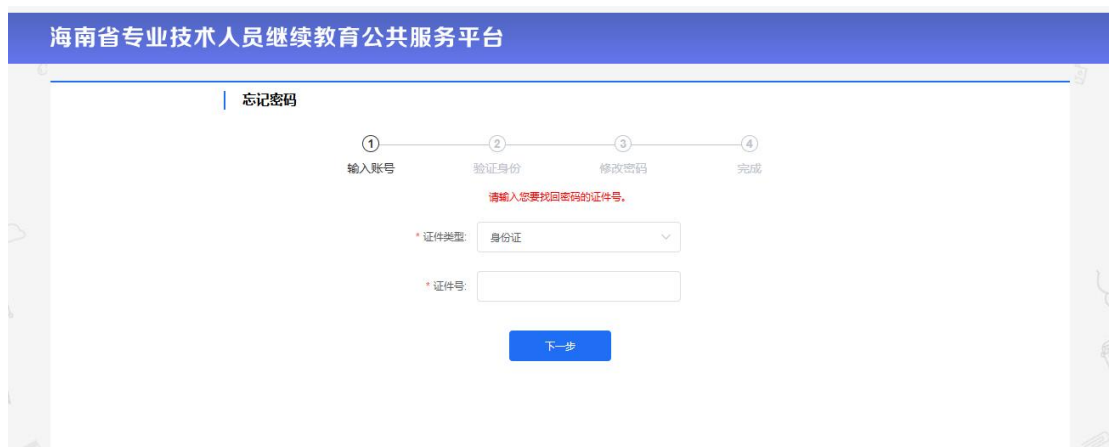 海南省专业技术人员继续教育公共服务平台
忘记密码
1 2 3 4
输入账号 验证身份 修改密码 完成
请输入您要找回密码的证件号。
* 证件类型: 身份证
* 证件号:
下一步